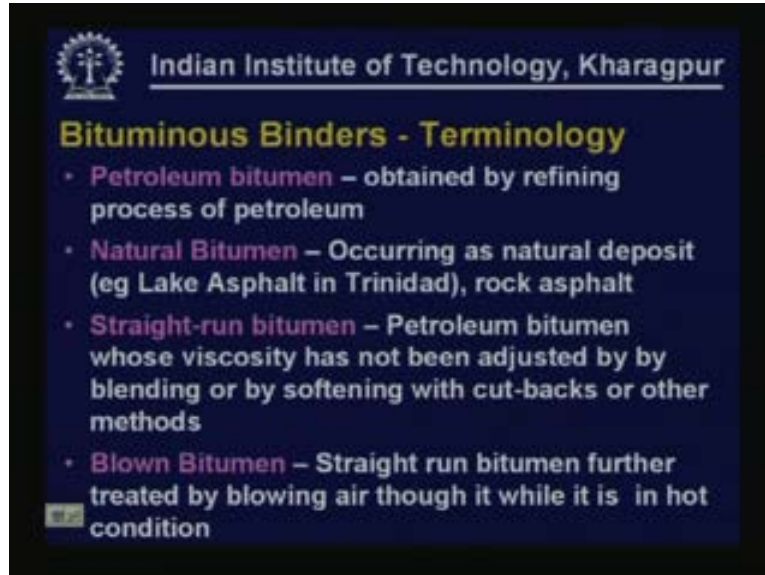 Indian Institute of Technology, Kharagpur
Bituminous Binders - Terminology
• Petroleum bitumen – obtained by refining
process of petroleum
• Natural Bitumen – Occurring as natural deposit
(eg Lake Asphalt in Trinidad), rock asphalt
• Straight-run bitumen – Petroleum bitumen
whose viscosity has not been adjusted by by
blending or by softening with cut-backs or other
methods
• Blown Bitumen – Straight run bitumen further
treated by blowing air though it while it is in hot
condition